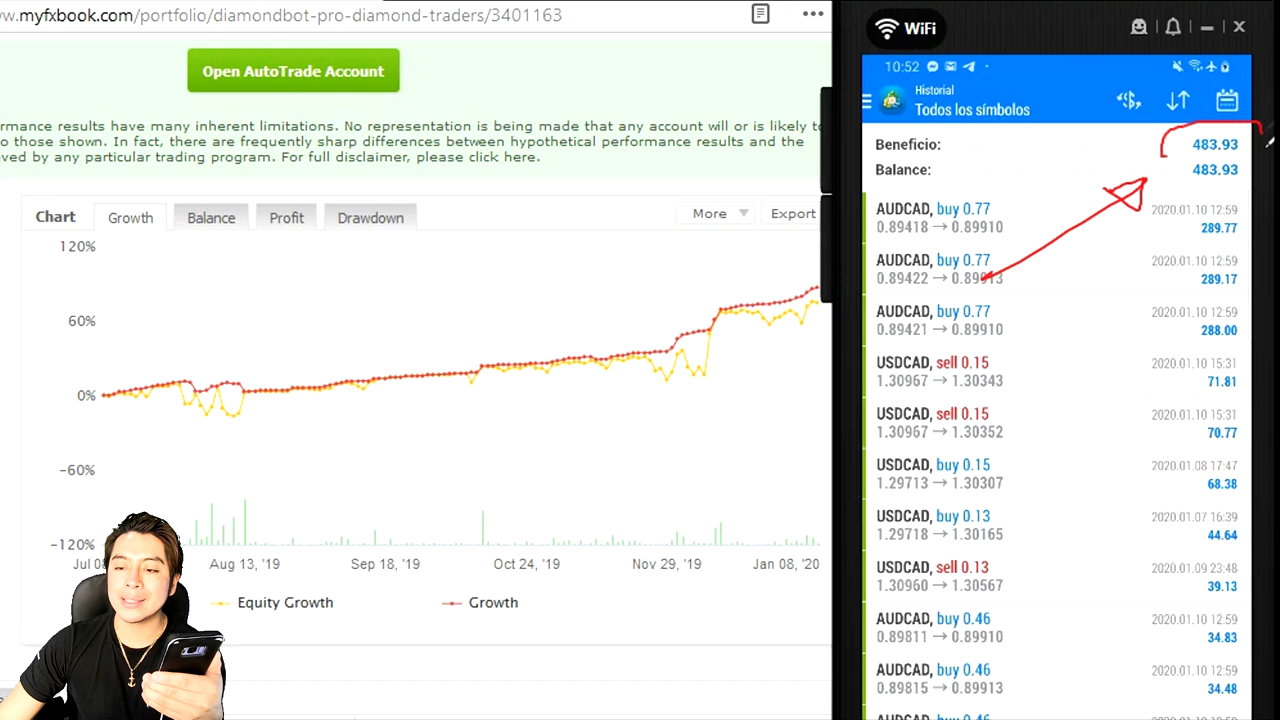 w.myfxbook.com/portfolio/diamondbot-pro-diamond-traders/3401163
Open AutoTrade Account
rmance results have many inherent limitations. No representation is being made that any account will or is likely to
o those shown. In fact, there are frequently sharp differences between hypothetical performance results and the
ved by any particular trading program. For full disclaimer, please click here.
Chart Growth Balance Profit Drawdown More Export
120%
60%
0%
-60%
-120%
Jul 0 Aug 13, '19 Sep 18, '19 Oct 24, '19 Nov 29, '19 Jan 08, '20
Equity Growth Growth
WiFi
10:52
Historial
Todos los símbolos
Beneficio: 483.93
Balance: 483.93
AUDCAD, buy 0.77 2020.01.10 12:59
0.89418 → 0.89910 289.77
AUDCAD, buy 0.77 2020.01.10 12:59
0.89422 → 0.89913 289.17
AUDCAD, buy 0.77 2020.01.10 12:59
0.89421 → 0.89910 288.00
USDCAD, sell 0.15 2020.01.10 15:31
1.30967 → 1.30343 71.81
USDCAD, sell 0.15 2020.01.10 15:31
1.30967 → 1.30352 70.77
USDCAD, buy 0.15 2020.01.08 17:47
1.29713 → 1.30307 68.38
USDCAD, buy 0.13 2020.01.07 16:39
1.29718 → 1.30165 44.64
USDCAD, sell 0.13 2020.01.09 23:48
1.30960 → 1.30567 39.13
AUDCAD, buy 0.46 2020.01.10 12:59
0.89811 → 0.89910 34.83
AUDCAD, buy 0.46 2020.01.10 12:59
0.89815 → 0.89913 34.48